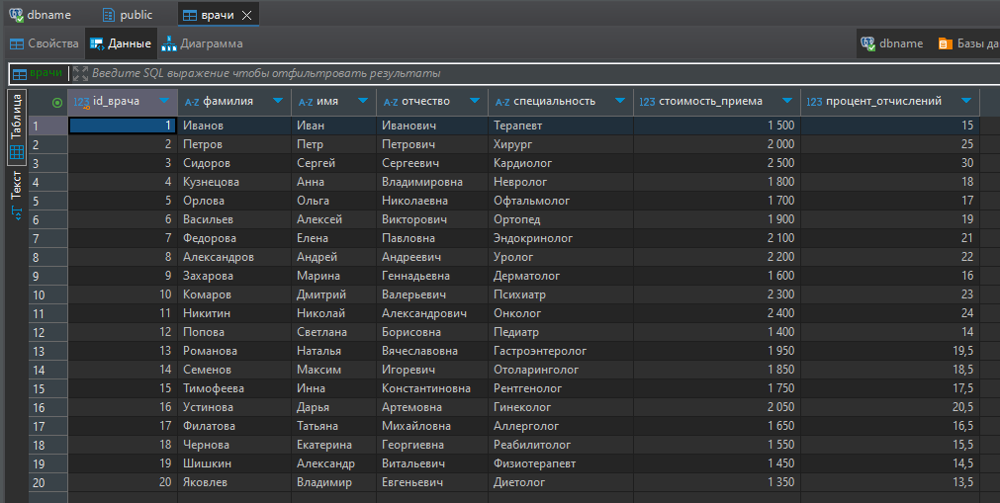 dbname public врачи
Свойства Данные Диаграмма dbname Базы да
врачи Введите SQL выражение чтобы отфильтровать результаты
Таблица
Текст
123 id_врача A-Z фамилия A-Z имя A-Z отчество A-Z специальность 123 стоимость_приема 123 процент_отчислений
1 1 Иванов Иван Иванович Терапевт 1 500 15
2 2 Петров Петр Петрович Хирург 2 000 25
3 3 Сидоров Сергей Сергеевич Кардиолог 2 500 30
4 4 Кузнецова Анна Владимировна Невролог 1 800 18
5 5 Орлова Ольга Николаевна Офтальмолог 1 700 17
6 6 Васильев Алексей Викторович Ортопед 1 900 19
7 7 Федорова Елена Павловна Эндокринолог 2 100 21
8 8 Александров Андрей Андреевич Уролог 2 200 22
9 9 Захарова Марина Геннадьевна Дерматолог 1 600 16
10 10 Комаров Дмитрий Валерьевич Психиатр 2 300 23
11 11 Никитин Николай Александрович Онколог 2 400 24
12 12 Попова Светлана Борисовна Педиатр 1 400 14
13 13 Романова Наталья Вячеславовна Гастроэнтеролог 1 950 19,5
14 14 Семенов Максим Игоревич Отоларинголог 1 850 18,5
15 15 Тимофеева Инна Константиновна Рентгенолог 1 750 17,5
16 16 Устинова Дарья Артемовна Гинеколог 2 050 20,5
17 17 Филатова Татьяна Михайловна Аллерголог 1 650 16,5
18 18 Чернова Екатерина Георгиевна Реабилитолог 1 550 15,5
19 19 Шишкин Александр Витальевич Физиотерапевт 1 450 14,5
20 20 Яковлев Владимир Евгеньевич Диетолог 1 350 13,5